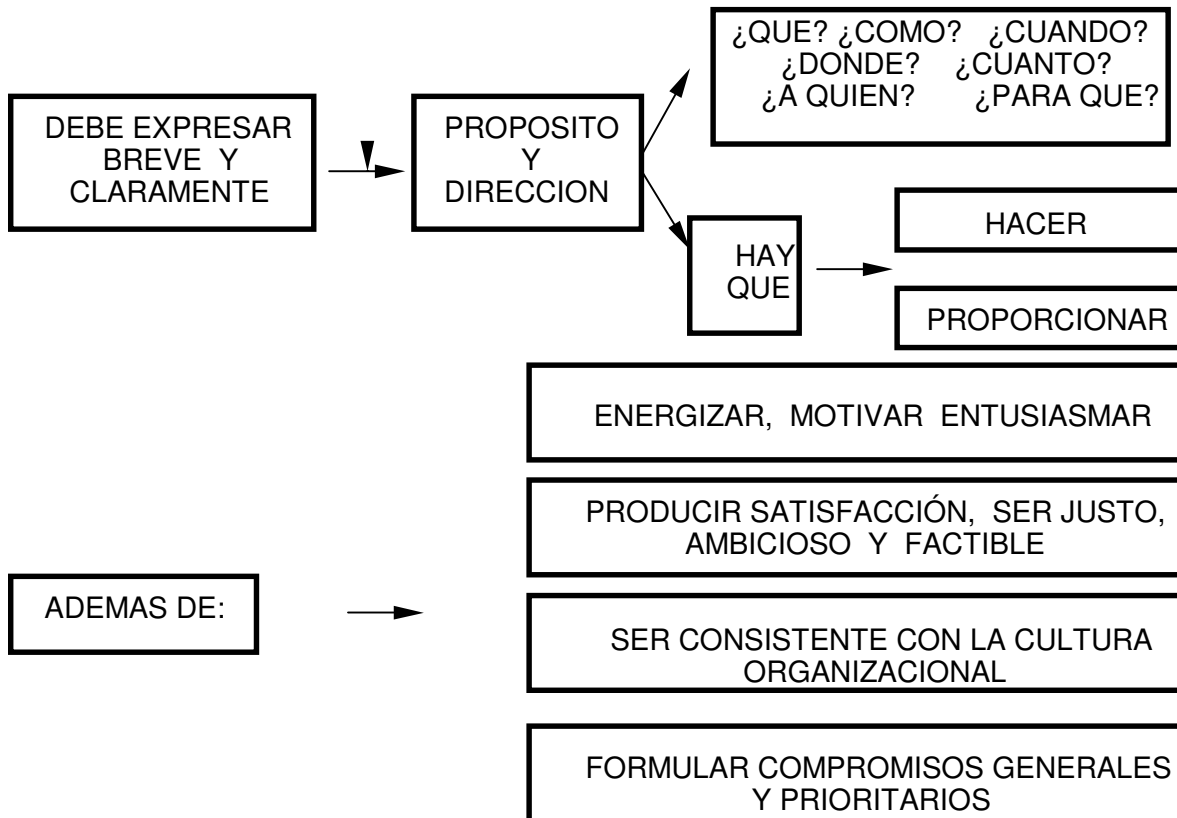 ¿QUE? ¿COMO? ¿CUANDO?
¿DONDE? ¿CUANTO?
¿A QUIEN? ¿PARA QUE?
DEBE EXPRESAR
BREVE Y
CLARAMENTE
PROPOSITO
Y
DIRECCION
HAY
QUE
HACER
PROPORCIONAR
ENERGIZAR, MOTIVAR ENTUSIASMAR
PRODUCIR SATISFACCIÓN, SER JUSTO,
AMBICIOSO Y FACTIBLE
ADEMAS DE:
SER CONSISTENTE CON LA CULTURA
ORGANIZACIONAL
FORMULAR COMPROMISOS GENERALES
Y PRIORITARIOS